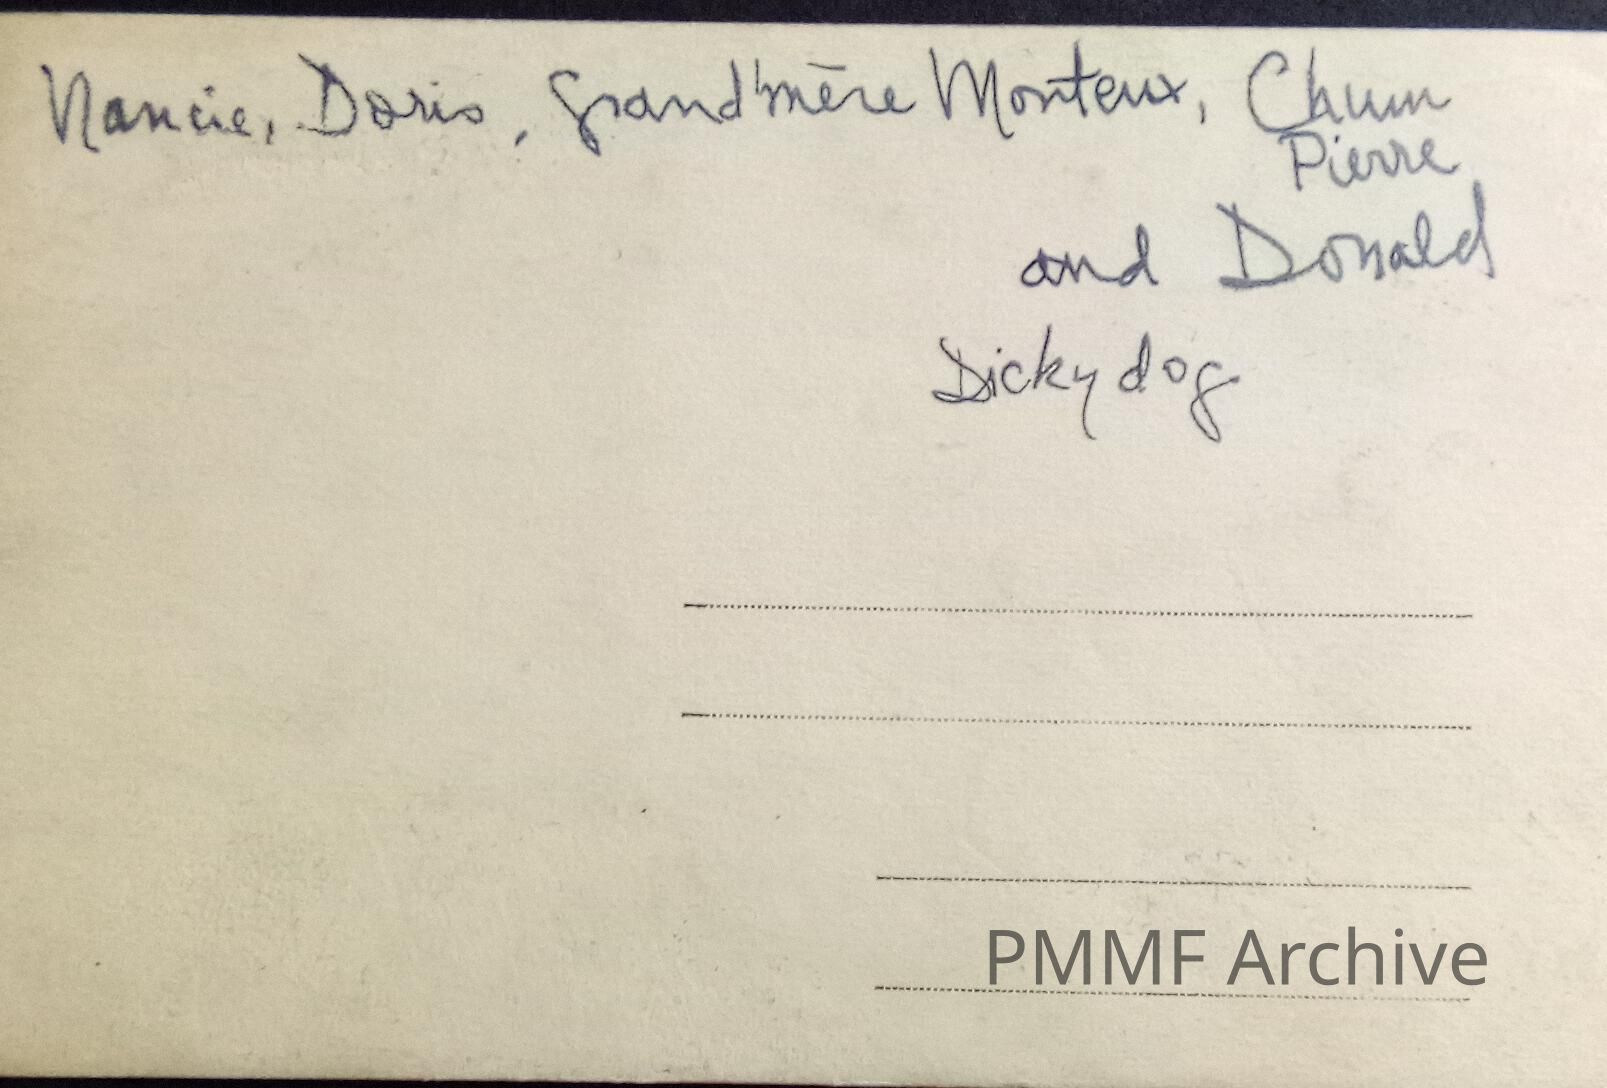 Nancie, Doris, Grand'mère Monteux, Chum
Pierre
and Donald
Dicky dog
PMMF Archive